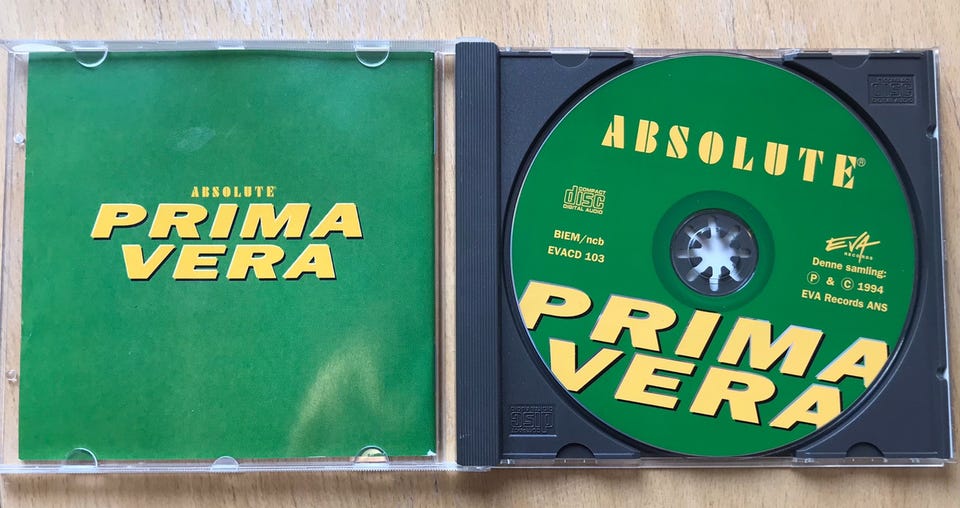 ABSOLUTE®
PRIMA
VERA
ABSOLUTE®
COMPACT
disc
DIGITAL AUDIO
BIEM/ncb
EVACD 103
EVA
RECORDS
Denne samling:
Ⓟ & © 1994
EVA Records ANS
PRIMA
VERA